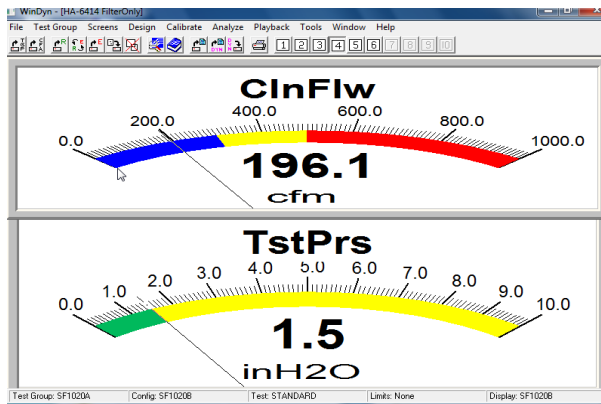 WinDyn - [HA-6414 FilterOnly]
File Test Group Screens Design Calibrate Analyze Playback Tools Window Help
1 2 3 4 5 6 7 8 9 10
ClnFlw
0.0 200.0 400.0 600.0 800.0 1000.0
196.1
cfm
TstPrs
0.0 1.0 2.0 3.0 4.0 5.0 6.0 7.0 8.0 9.0 10.0
1.5
inH2O
Test Group: SF1020A Config: SF1020B Test: STANDARD Limits: None Display: SF1020B